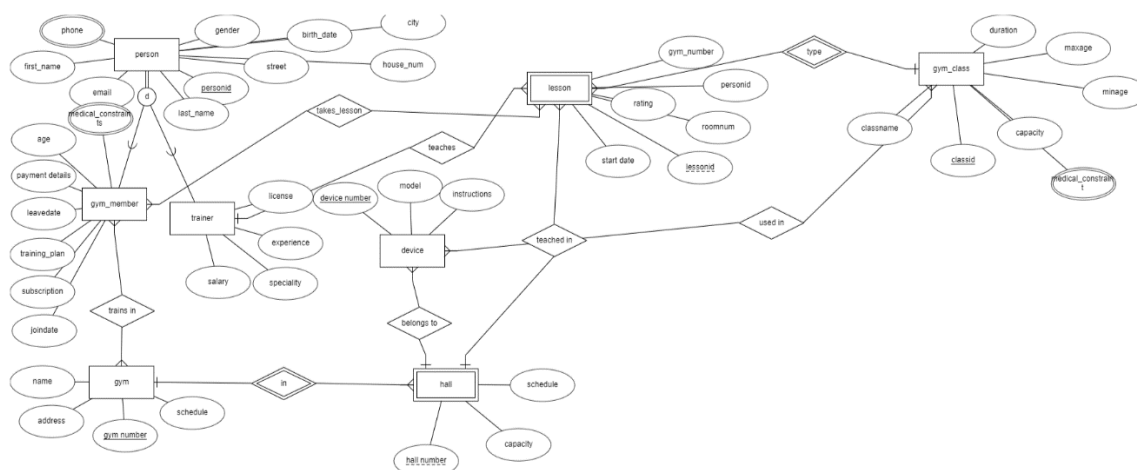 phone
person
gender
birth_date
city
first_name
street
house_num
email
personid
last_name
d
medical_constrai
nts
age
payment details
gym_member
leavedate
training_plan
subscription
joindate
trainer
license
experience
speciality
salary
takes_lesson
teaches
device number
model
instructions
device
lesson
gym_number
personid
rating
roomnum
start date
lessonid
type
gym_class
duration
maxage
minage
classname
classid
capacity
medical_constrain
t
used in
teached in
belongs to
trains in
gym
name
address
gym number
schedule
in
hall
schedule
hall number
capacity